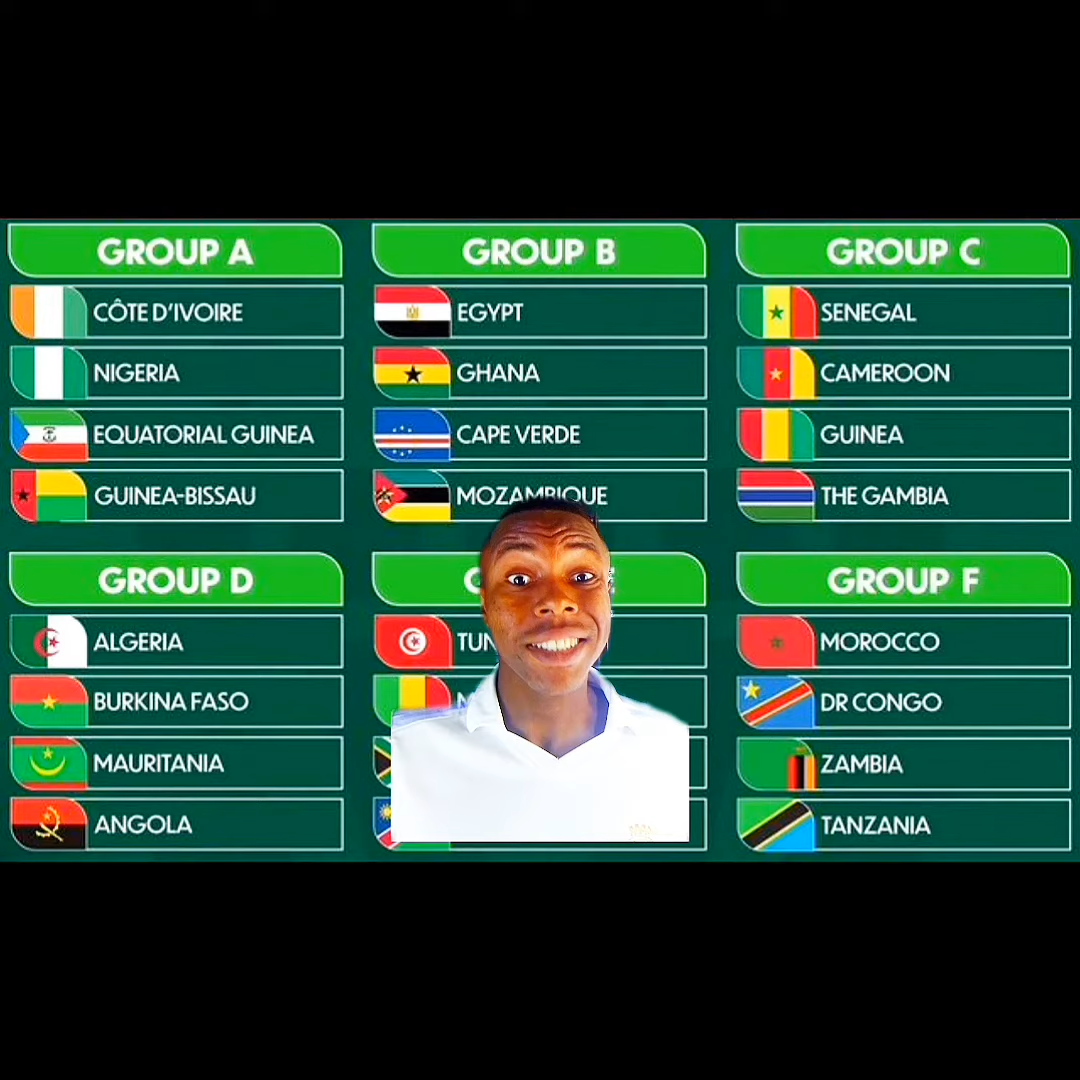 GROUP A
CÔTE D'IVOIRE
NIGERIA
EQUATORIAL GUINEA
GUINEA-BISSAU
GROUP B
EGYPT
GHANA
CAPE VERDE
MOZAMBIQUE
GROUP C
SENEGAL
CAMEROON
GUINEA
THE GAMBIA
GROUP D
ALGERIA
BURKINA FASO
MAURITANIA
ANGOLA
GROUP F
MOROCCO
DR CONGO
ZAMBIA
TANZANIA